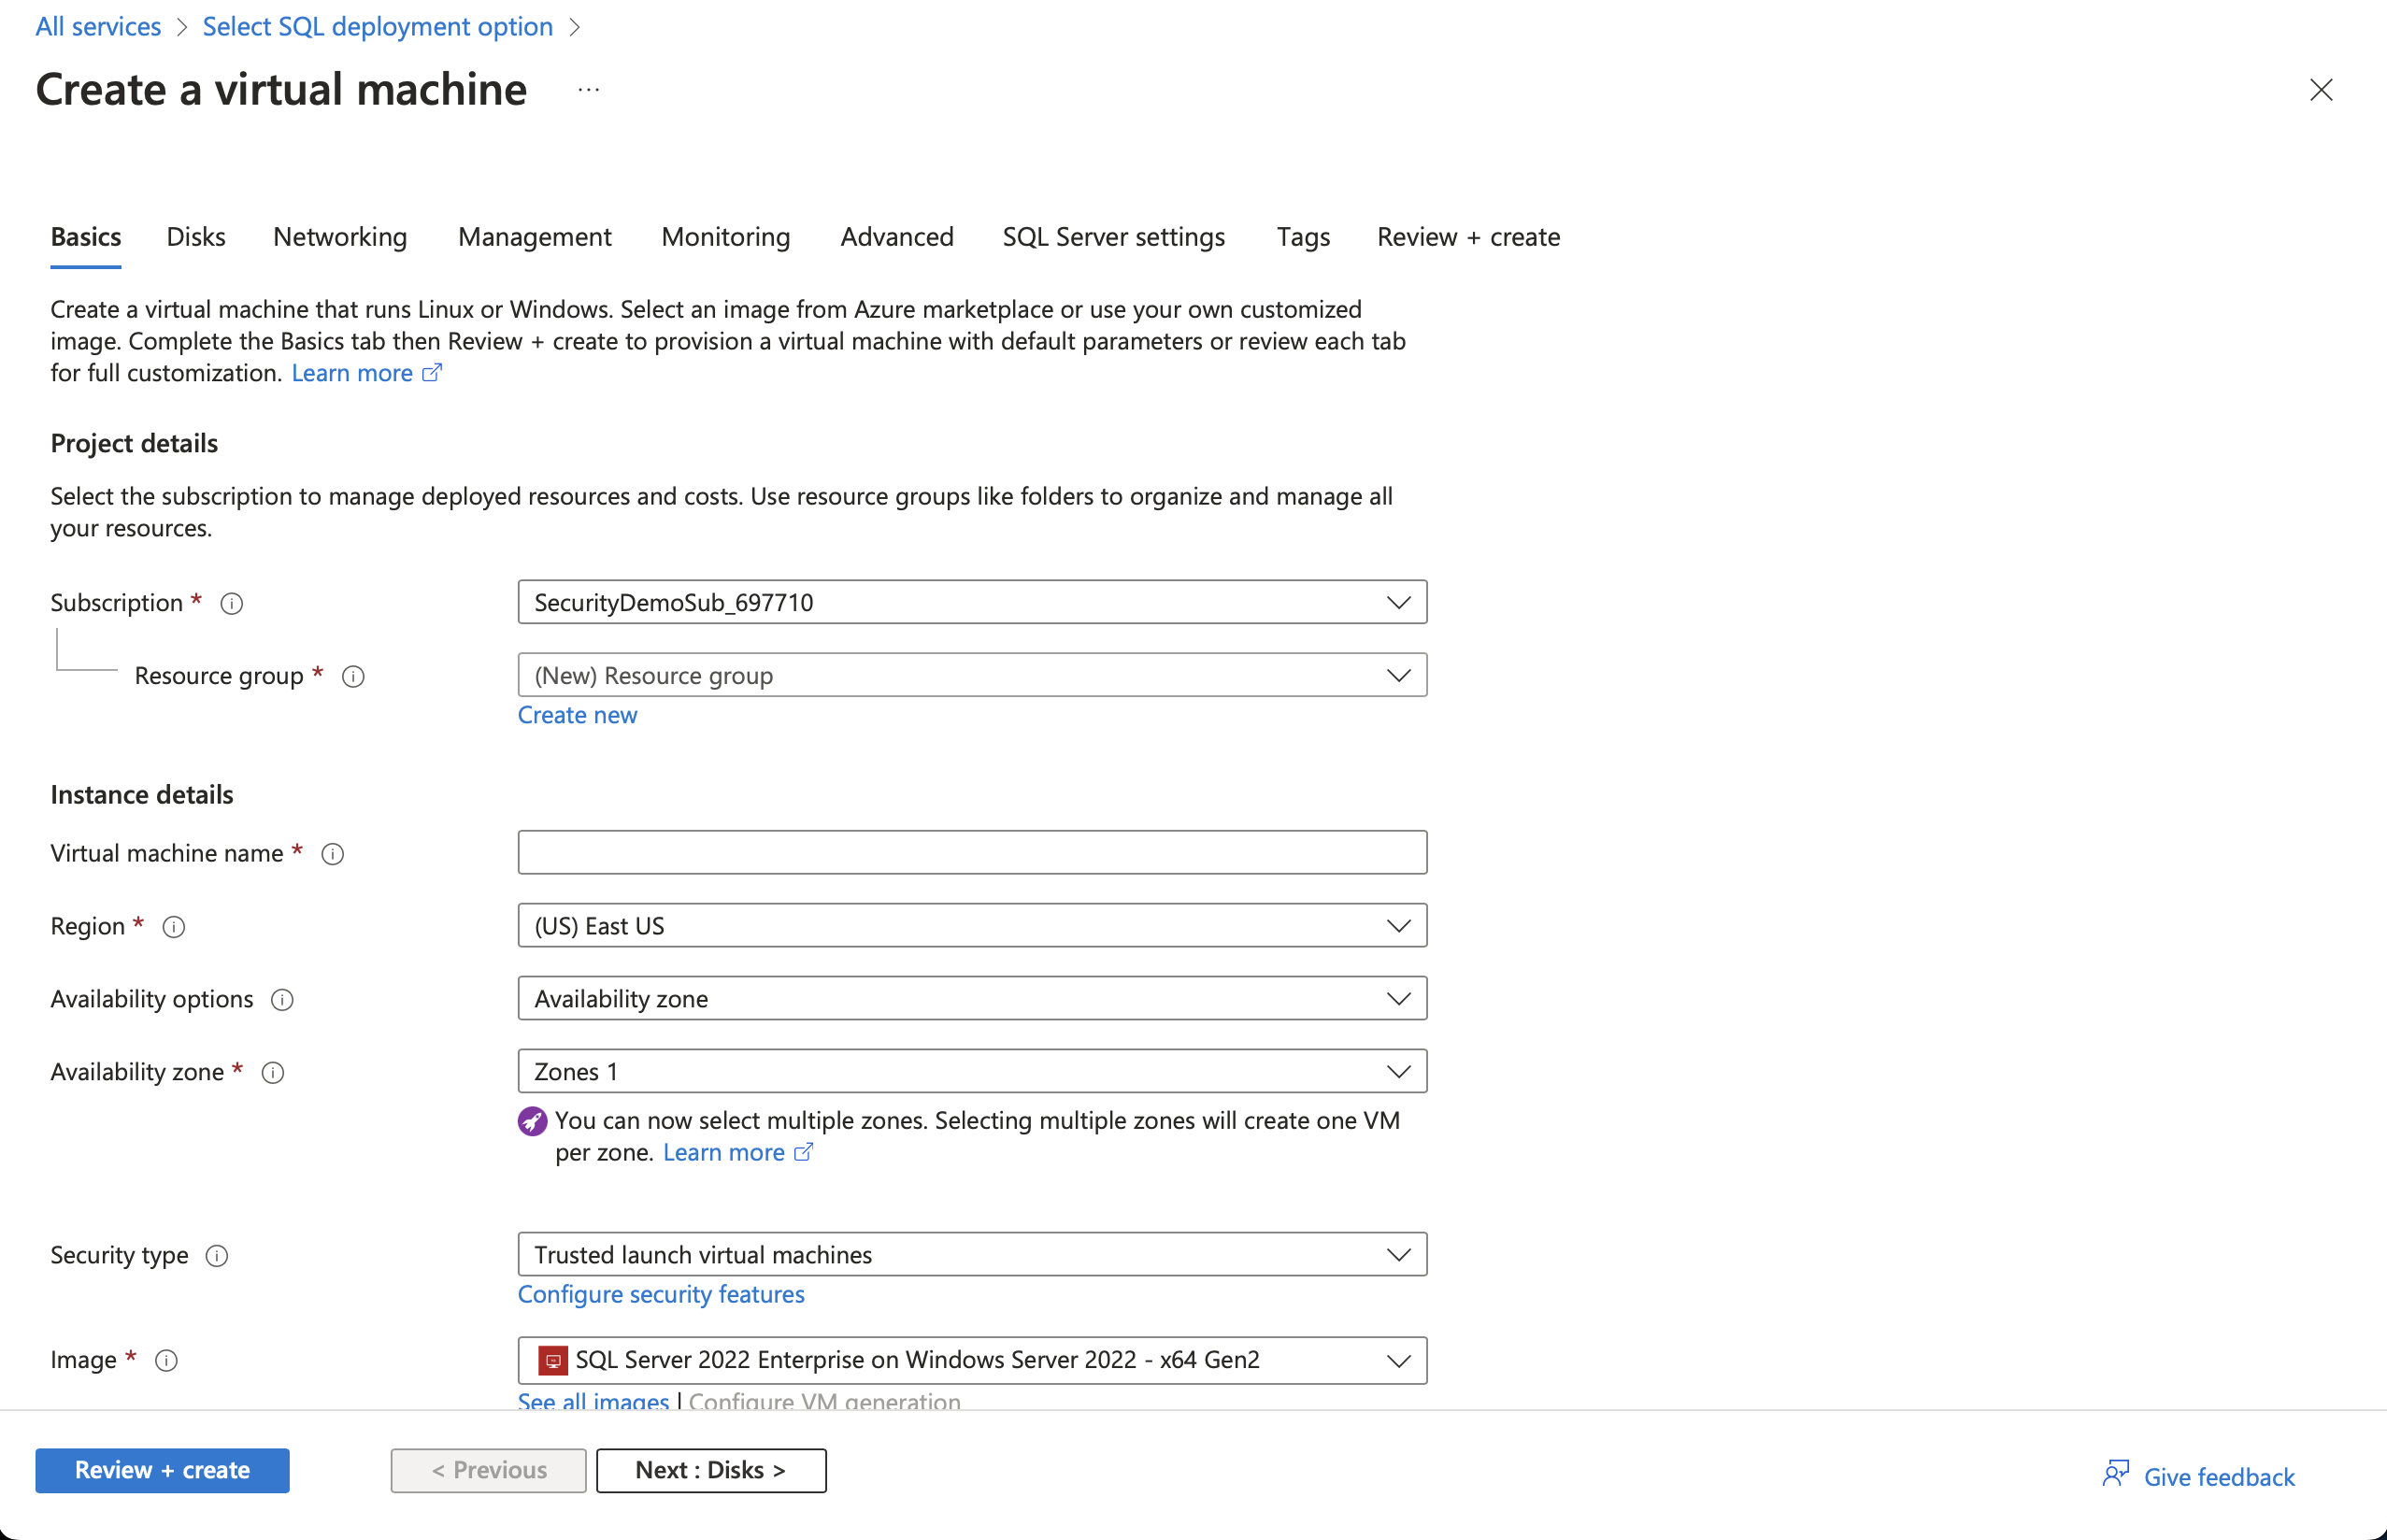 All services > Select SQL deployment option >
Create a virtual machine ...
Basics Disks Networking Management Monitoring Advanced SQL Server settings Tags Review + create
Create a virtual machine that runs Linux or Windows. Select an image from Azure marketplace or use your own customized
image. Complete the Basics tab then Review + create to provision a virtual machine with default parameters or review each tab
for full customization. Learn more
Project details
Select the subscription to manage deployed resources and costs. Use resource groups like folders to organize and manage all
your resources.
Subscription * SecurityDemoSub_697710
Resource group * (New) Resource group
Create new
Instance details
Virtual machine name *
Region * (US) East US
Availability options Availability zone
Availability zone * Zones 1
You can now select multiple zones. Selecting multiple zones will create one VM
per zone. Learn more
Security type Trusted launch virtual machines
Configure security features
Image * SQL Server 2022 Enterprise on Windows Server 2022 - x64 Gen2
See all images | Configure VM generation
Review + create < Previous Next : Disks > Give feedback